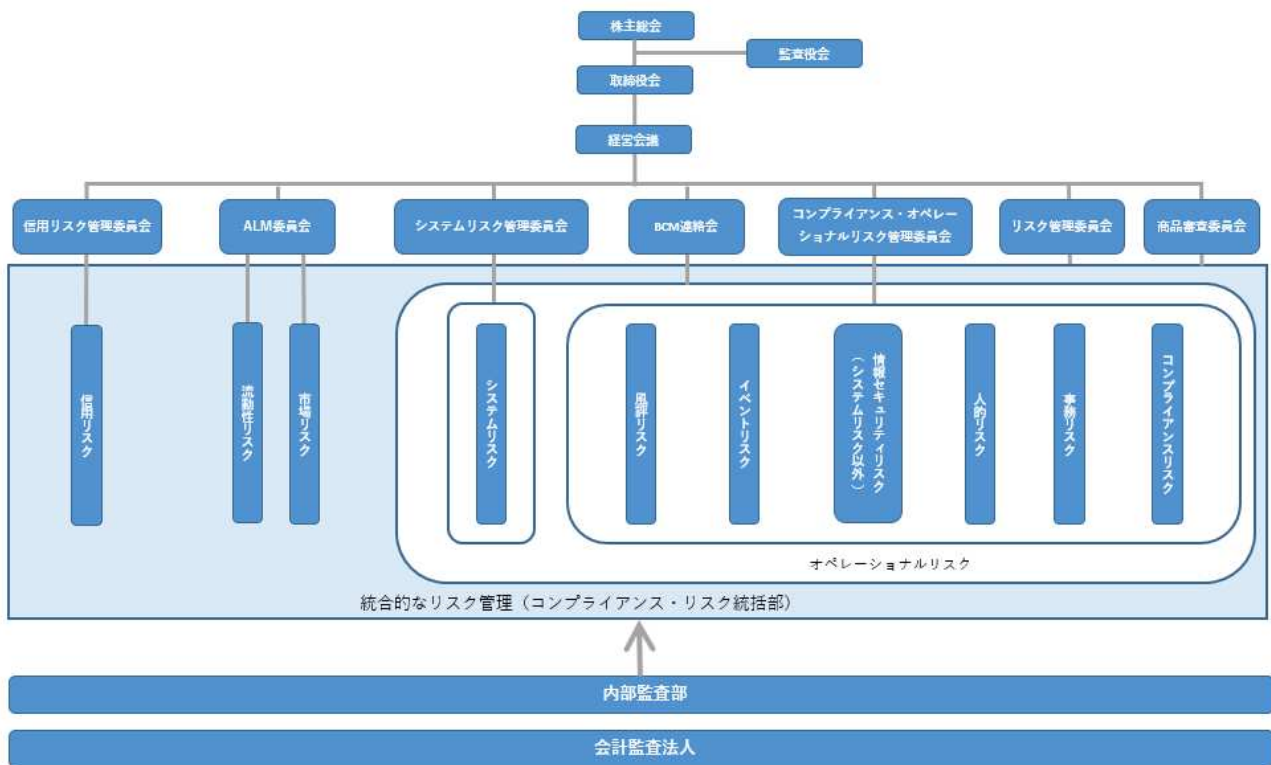 株主総会
監査役会
取締役会
経営会議
信用リスク管理委員会
ALM委員会
システムリスク管理委員会
BCM連絡会
コンプライアンス・オペレー
ショナルリスク管理委員会
リスク管理委員会
商品審査委員会
信用リスク
流動性リスク
市場リスク
システムリスク
風評リスク
イベントリスク
情報セキュリティリスク
(システムリスク以外)
人的リスク
事務リスク
コンプライアンスリスク
オペレーショナルリスク
統合的なリスク管理（コンプライアンス・リスク統括部）
内部監査部
会計監査法人